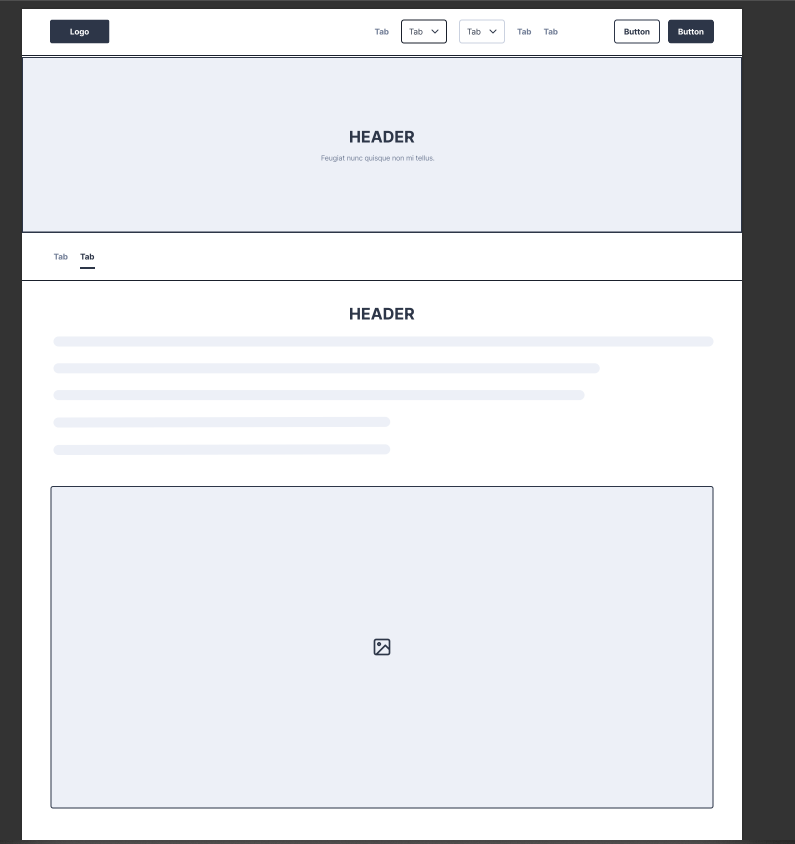 Logo Tab Tab Tab Tab Tab Button Button
HEADER
Feugiat nunc quisque non mi tellus.
Tab Tab
HEADER